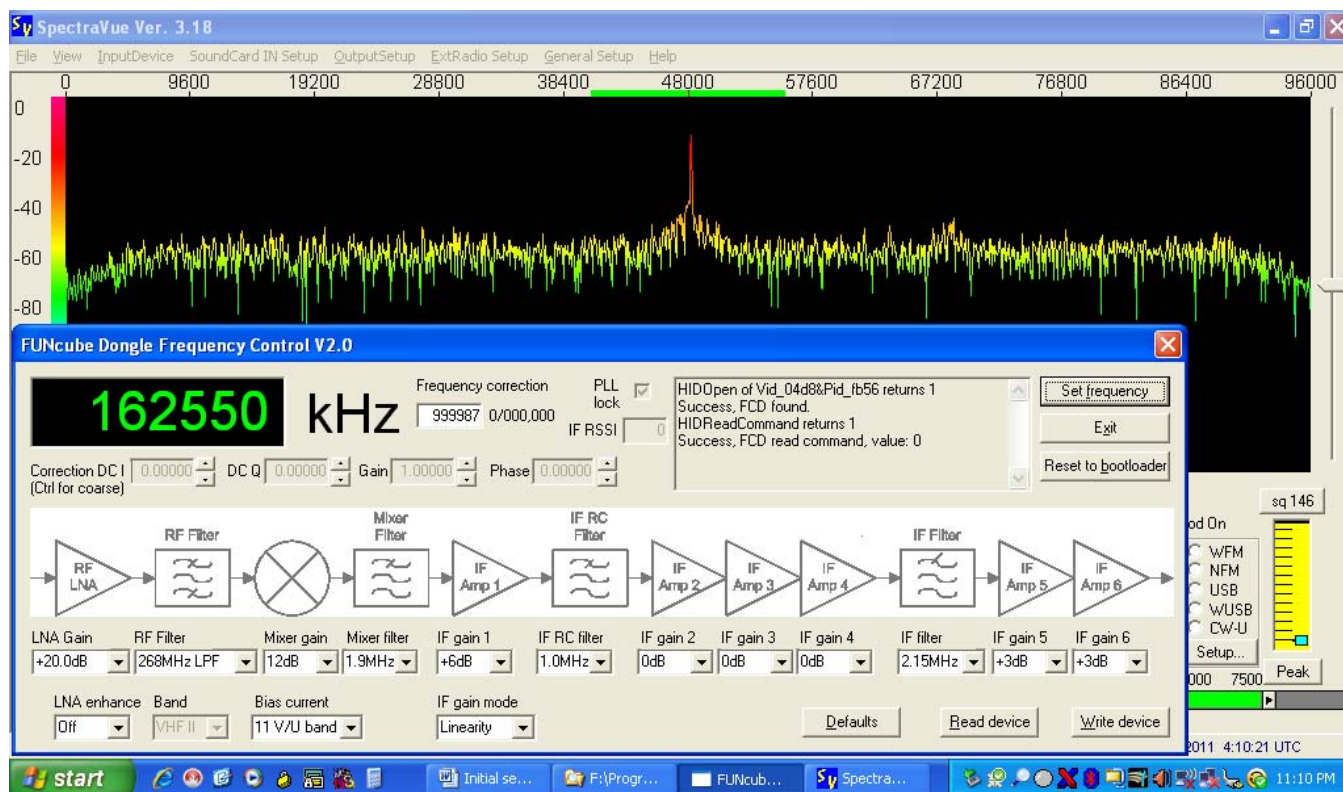 SpectraVue Ver. 3.18
File View InputDevice SoundCard IN Setup OutputSetup ExtRadio Setup General Setup Help
0 9600 19200 28800 38400 48000 57600 67200 76800 86400 96000
0
-20
-40
-60
-80
FUNcube Dongle Frequency Control V2.0
162550 kHz
Frequency correction
999987 0/000,000
PLL lock
IF RSSI 0
HIDOpen of Vid_04d8&Pid_fb56 returns 1
Success, FCD found.
HIDReadCommand returns 1
Success, FCD read command, value: 0
Set frequency
Exit
Reset to bootloader
Correction DC I 0.00000 DC Q 0.00000 Gain 1.00000 Phase 0.00000
(Ctrl for coarse)
sq 146
od On
WFM
NFM
USB
WUSB
CW-U
Setup...
000 7500 Peak
RF LNA
RF Filter
Mixer Filter
IF Amp 1
IF RC Filter
IF Amp 2
IF Amp 3
IF Amp 4
IF Filter
IF Amp 5
IF Amp 6
LNA Gain RF Filter Mixer gain Mixer filter IF gain 1 IF RC filter IF gain 2 IF gain 3 IF gain 4 IF filter IF gain 5 IF gain 6
+20.0dB 268MHz LPF 12dB 1.9MHz +6dB 1.0MHz 0dB 0dB 0dB 2.15MHz +3dB +3dB
LNA enhance Band Bias current IF gain mode
Off VHF II 11 V/U band Linearity
Defaults Read device Write device
2011 4:10:21 UTC
start Initial se... F:\Progr... FUNcub... Spectra... 11:10 PM